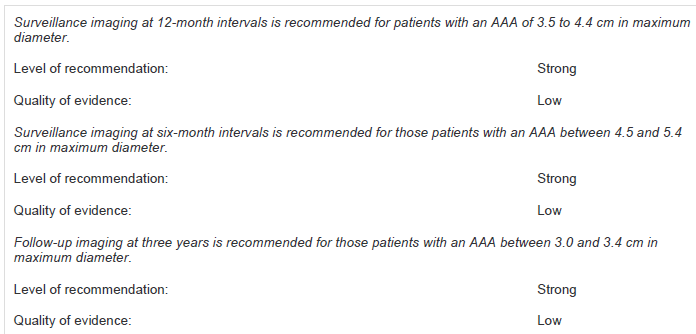 Surveillance imaging at 12-month intervals is recommended for patients with an AAA of 3.5 to 4.4 cm in maximum
diameter.
Level of recommendation: Strong
Quality of evidence: Low
Surveillance imaging at six-month intervals is recommended for those patients with an AAA between 4.5 and 5.4
cm in maximum diameter.
Level of recommendation: Strong
Quality of evidence: Low
Follow-up imaging at three years is recommended for those patients with an AAA between 3.0 and 3.4 cm in
maximum diameter.
Level of recommendation: Strong
Quality of evidence: Low